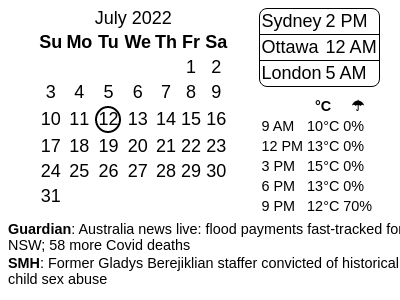 July 2022
Su Mo Tu We Th Fr Sa
1 2
3 4 5 6 7 8 9
10 11 12 13 14 15 16
17 18 19 20 21 22 23
24 25 26 27 28 29 30
31
Sydney 2 PM
Ottawa 12 AM
London 5 AM
°C ☂
9 AM 10°C 0%
12 PM 13°C 0%
3 PM 15°C 0%
6 PM 13°C 0%
9 PM 12°C 70%
Guardian: Australia news live: flood payments fast-tracked for
NSW; 58 more Covid deaths
SMH: Former Gladys Berejiklian staffer convicted of historical
child sex abuse